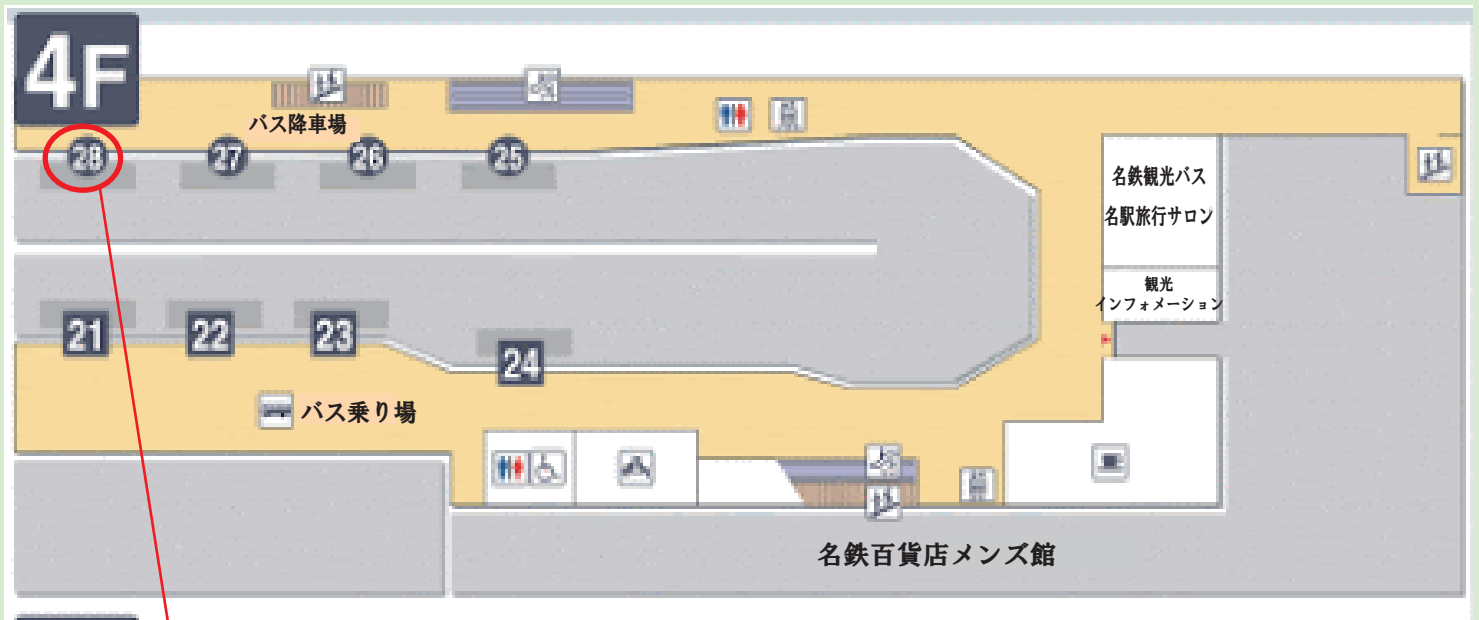 4F
バス降車場
28
27
26
25
名鉄観光バス
名駅旅行サロン
観光
インフォメーション
21
22
23
24
バス乗り場
名鉄百貨店メンズ館